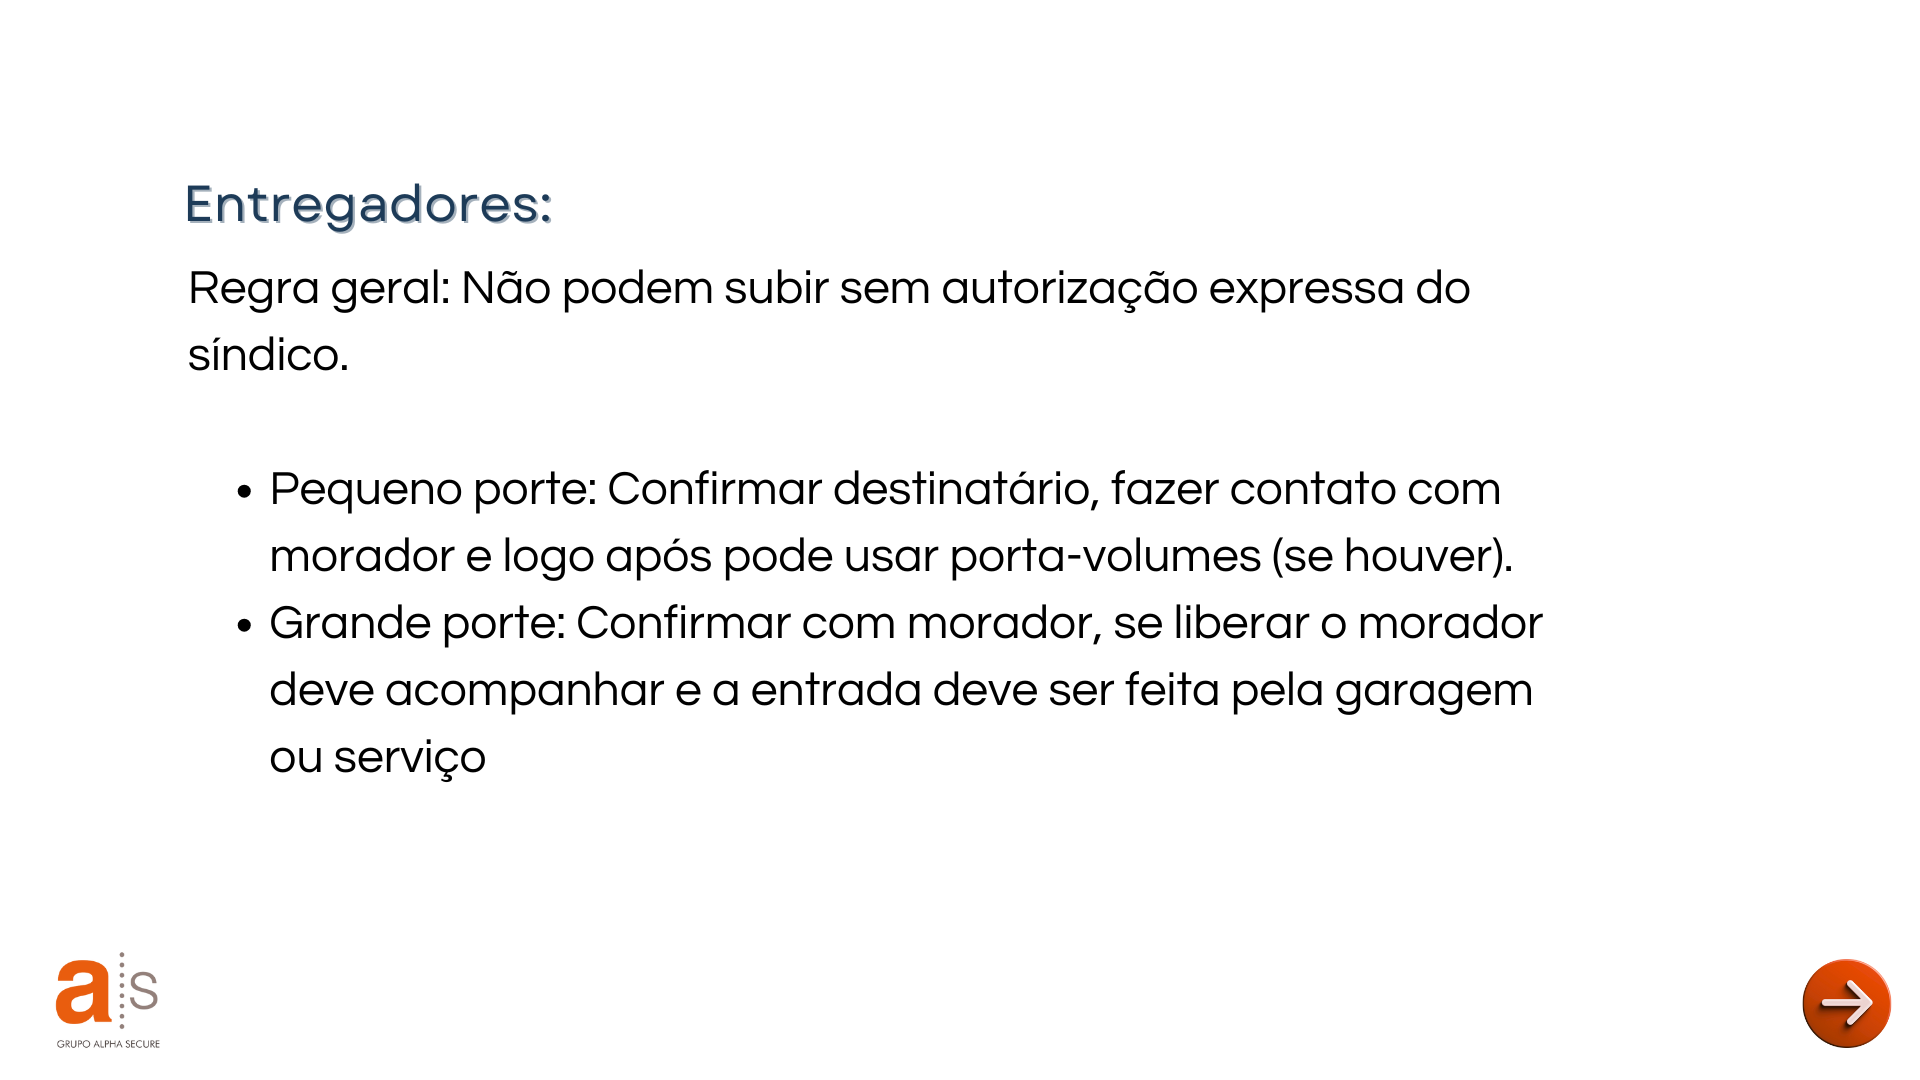 Entregadores:
Regra geral: Não podem subir sem autorização expressa do
síndico.
• Pequeno porte: Confirmar destinatário, fazer contato com
morador e logo após pode usar porta-volumes (se houver).
• Grande porte: Confirmar com morador, se liberar o morador
deve acompanhar e a entrada deve ser feita pela garagem
ou serviço
a s
GRUPO ALPHA SECURE